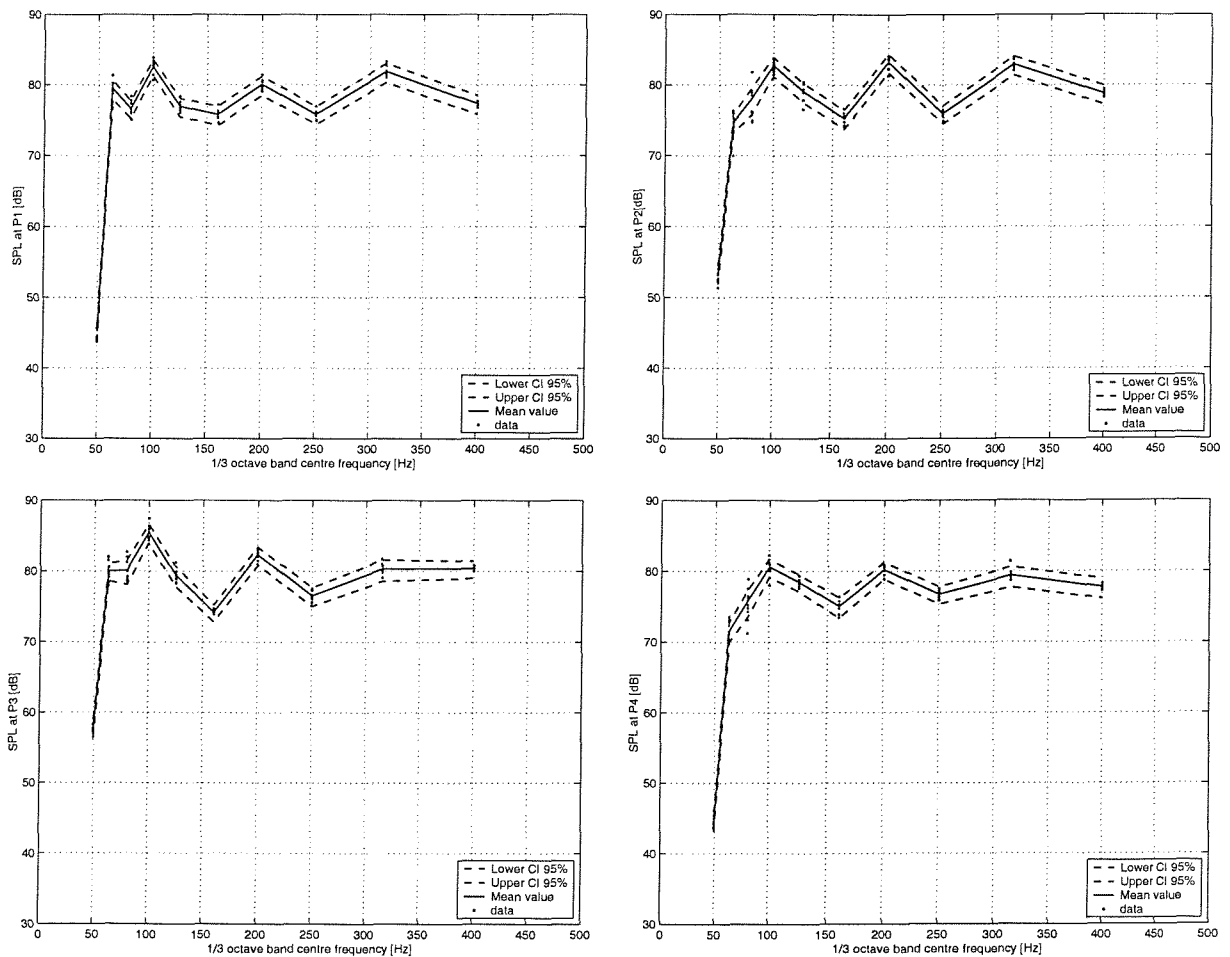 90
80
70
60
50
40
30
SPL at P1 [dB]
0 50 100 150 200 250 300 350 400 450 500
1/3 octave band centre frequency [Hz]
Lower CI 95%
Upper CI 95%
Mean value
data
90
80
70
60
50
40
30
SPL at P2[dB]
0 50 100 150 200 250 300 350 400 450 500
1/3 octave band centre frequency [Hz]
Lower CI 95%
Upper CI 95%
Mean value
data
90
80
70
60
50
40
30
SPL at P3 [dB]
0 50 100 150 200 250 300 350 400 450 500
1/3 octave band centre frequency [Hz]
Lower CI 95%
Upper CI 95%
Mean value
data
90
80
70
60
50
40
30
SPL at P4 [dB]
0 50 100 150 200 250 300 350 400 450 500
1/3 octave band centre frequency [Hz]
Lower CI 95%
Upper CI 95%
Mean value
data